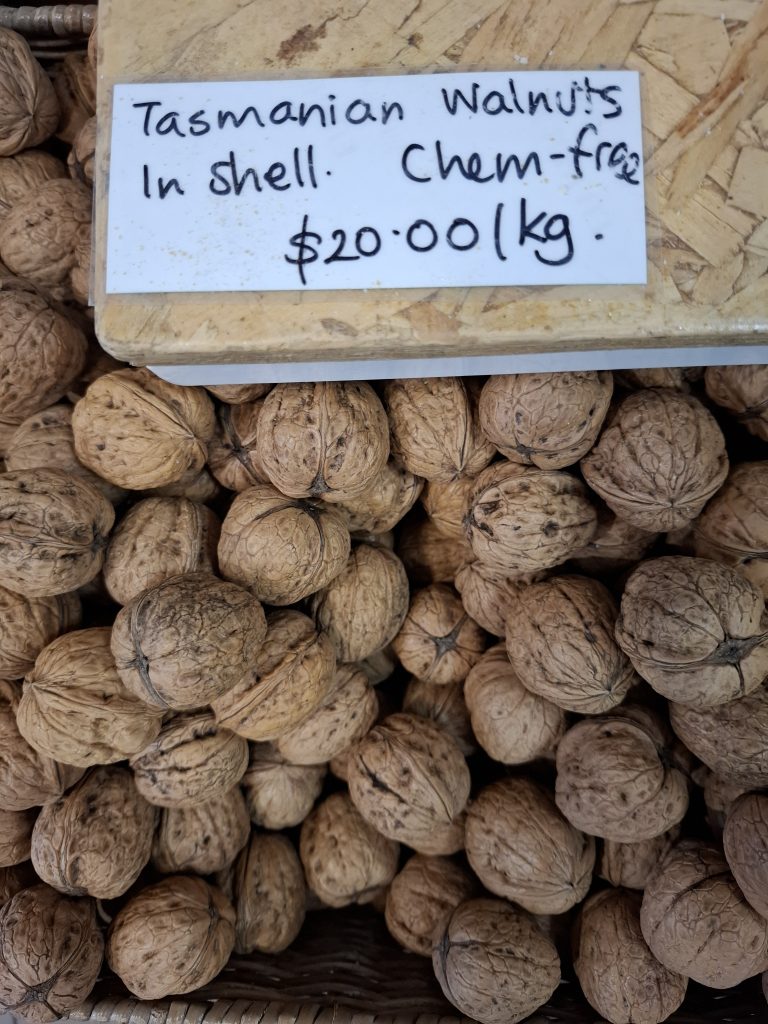 Tasmanian Walnuts
In shell. Chem-free
$20.00/kg.